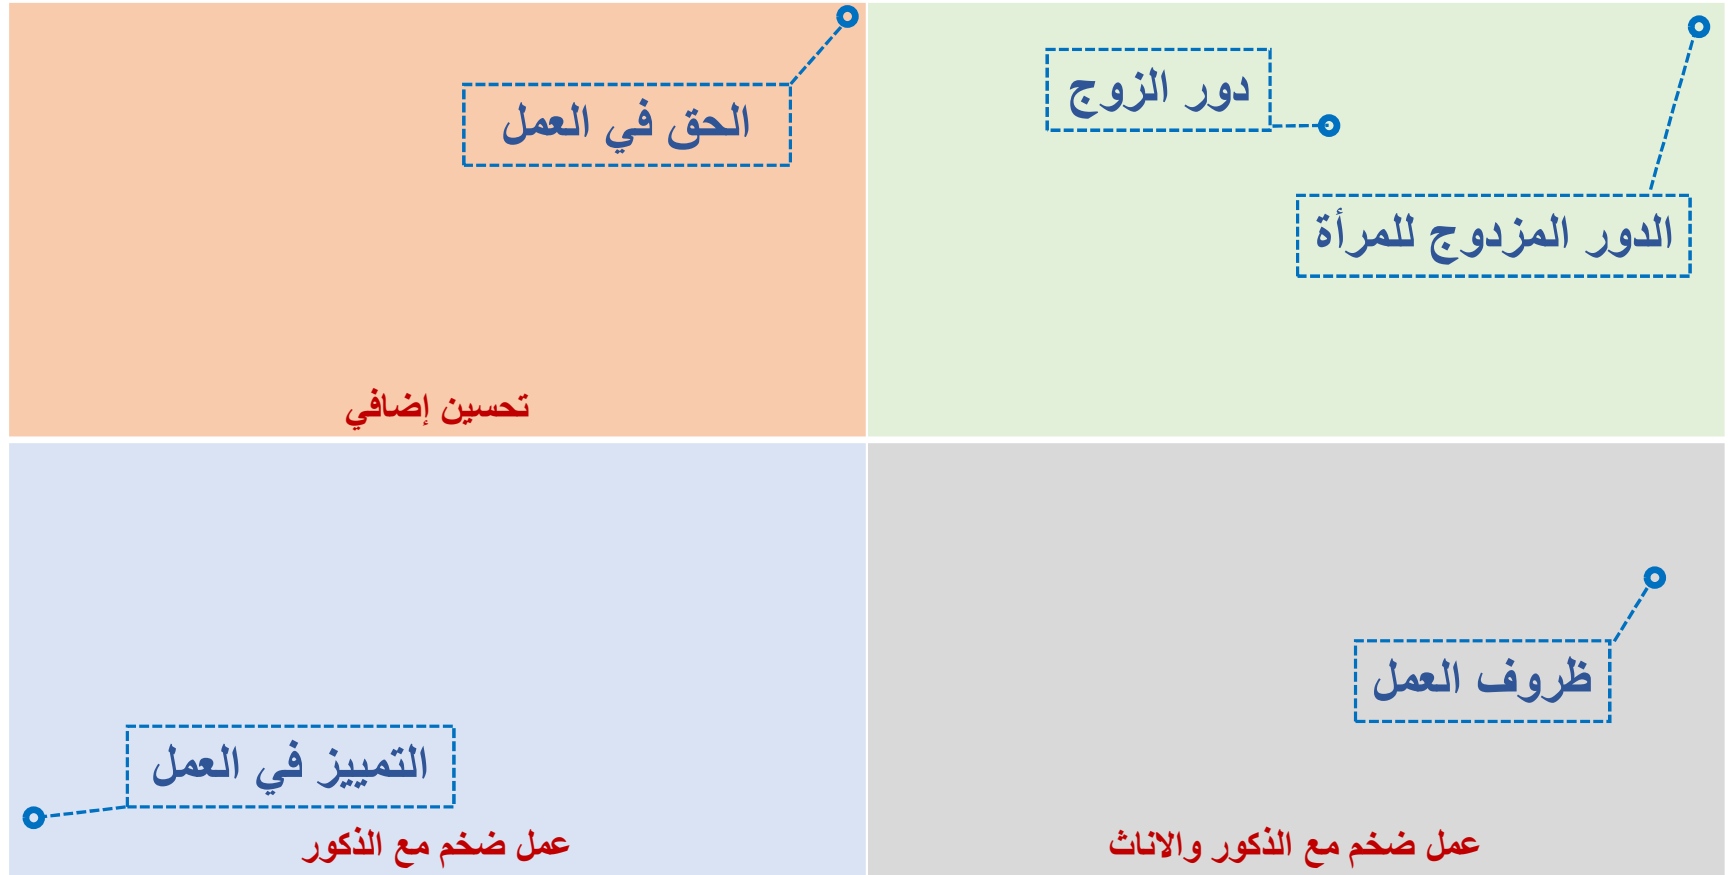 دور الزوج
الدور المزدوج للمرأة
الحق في العمل
تحسين إضافي
ظروف العمل
عمل ضخم مع الذكور والاناث
التمييز في العمل
عمل ضخم مع الذكور